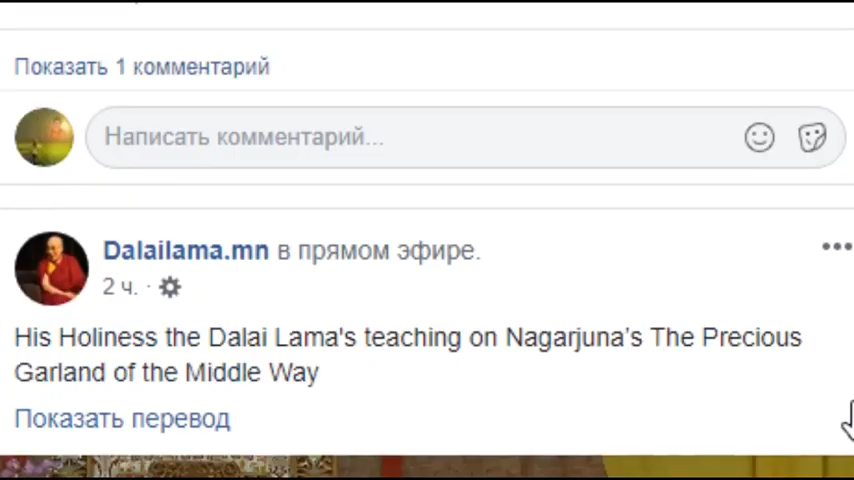 Показать 1 комментарий
Написать комментарий...
Dalailama.mn в прямом эфире.
2 ч. ·
His Holiness the Dalai Lama's teaching on Nagarjuna’s The Precious
Garland of the Middle Way
Показать перевод